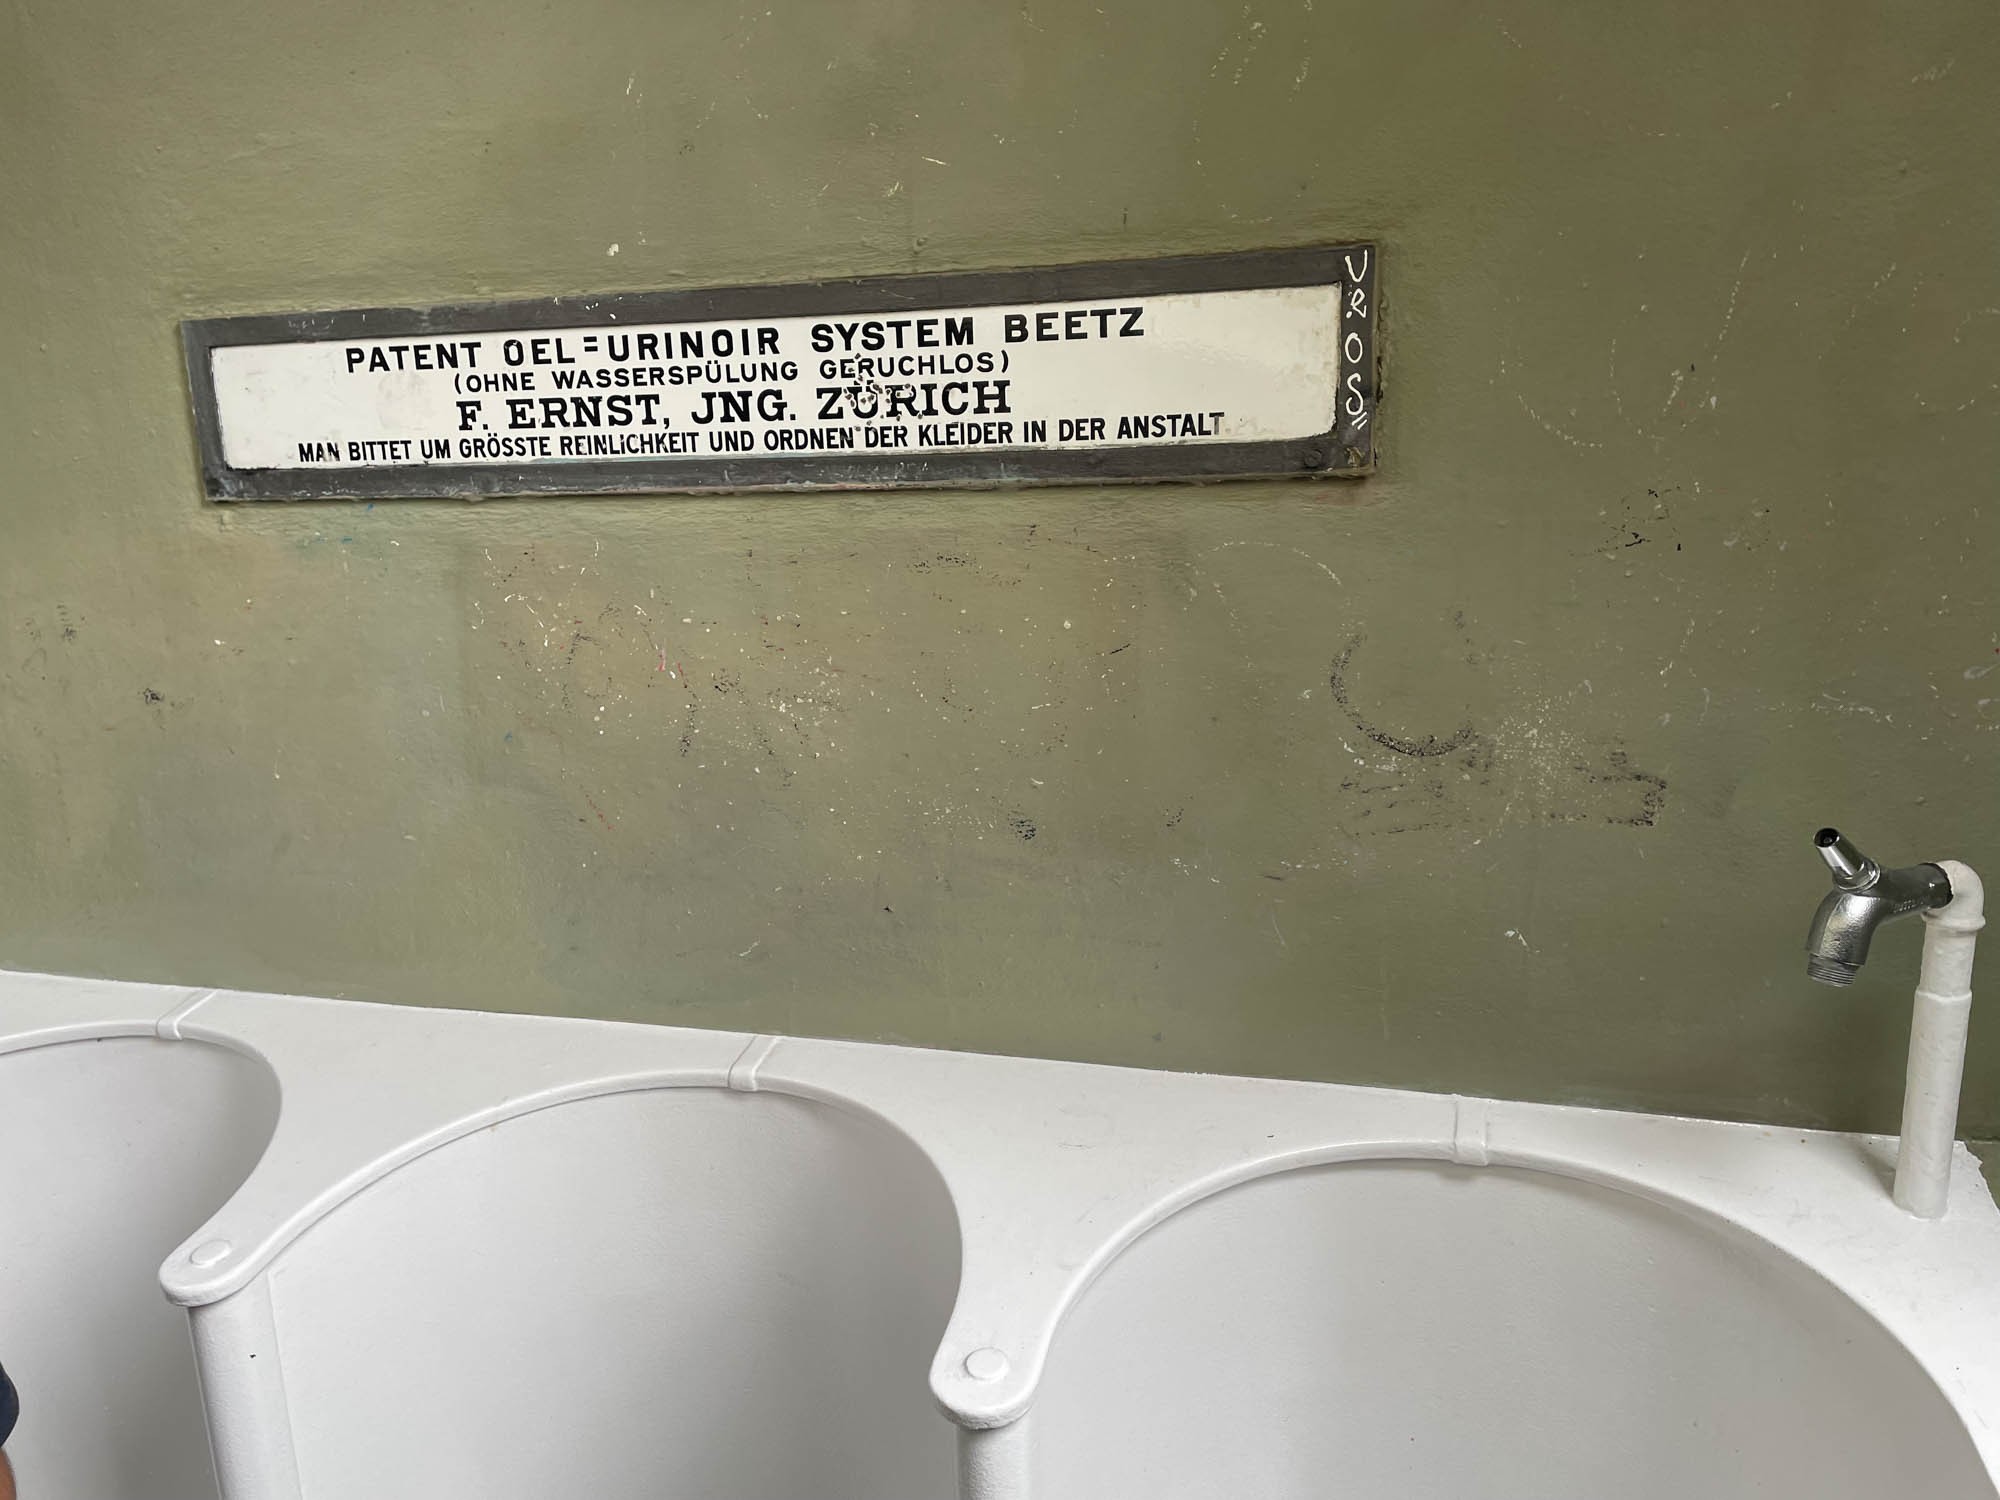 PATENT OEL=URINOIR SYSTEM BEETZ
(OHNE WASSERSPÜLUNG GERUCHLOS)
F. ERNST, JNG. ZÜRICH
MAN BITTET UM GRÖSSTE REINLICHKEIT UND ORDNEN DER KLEIDER IN DER ANSTALT